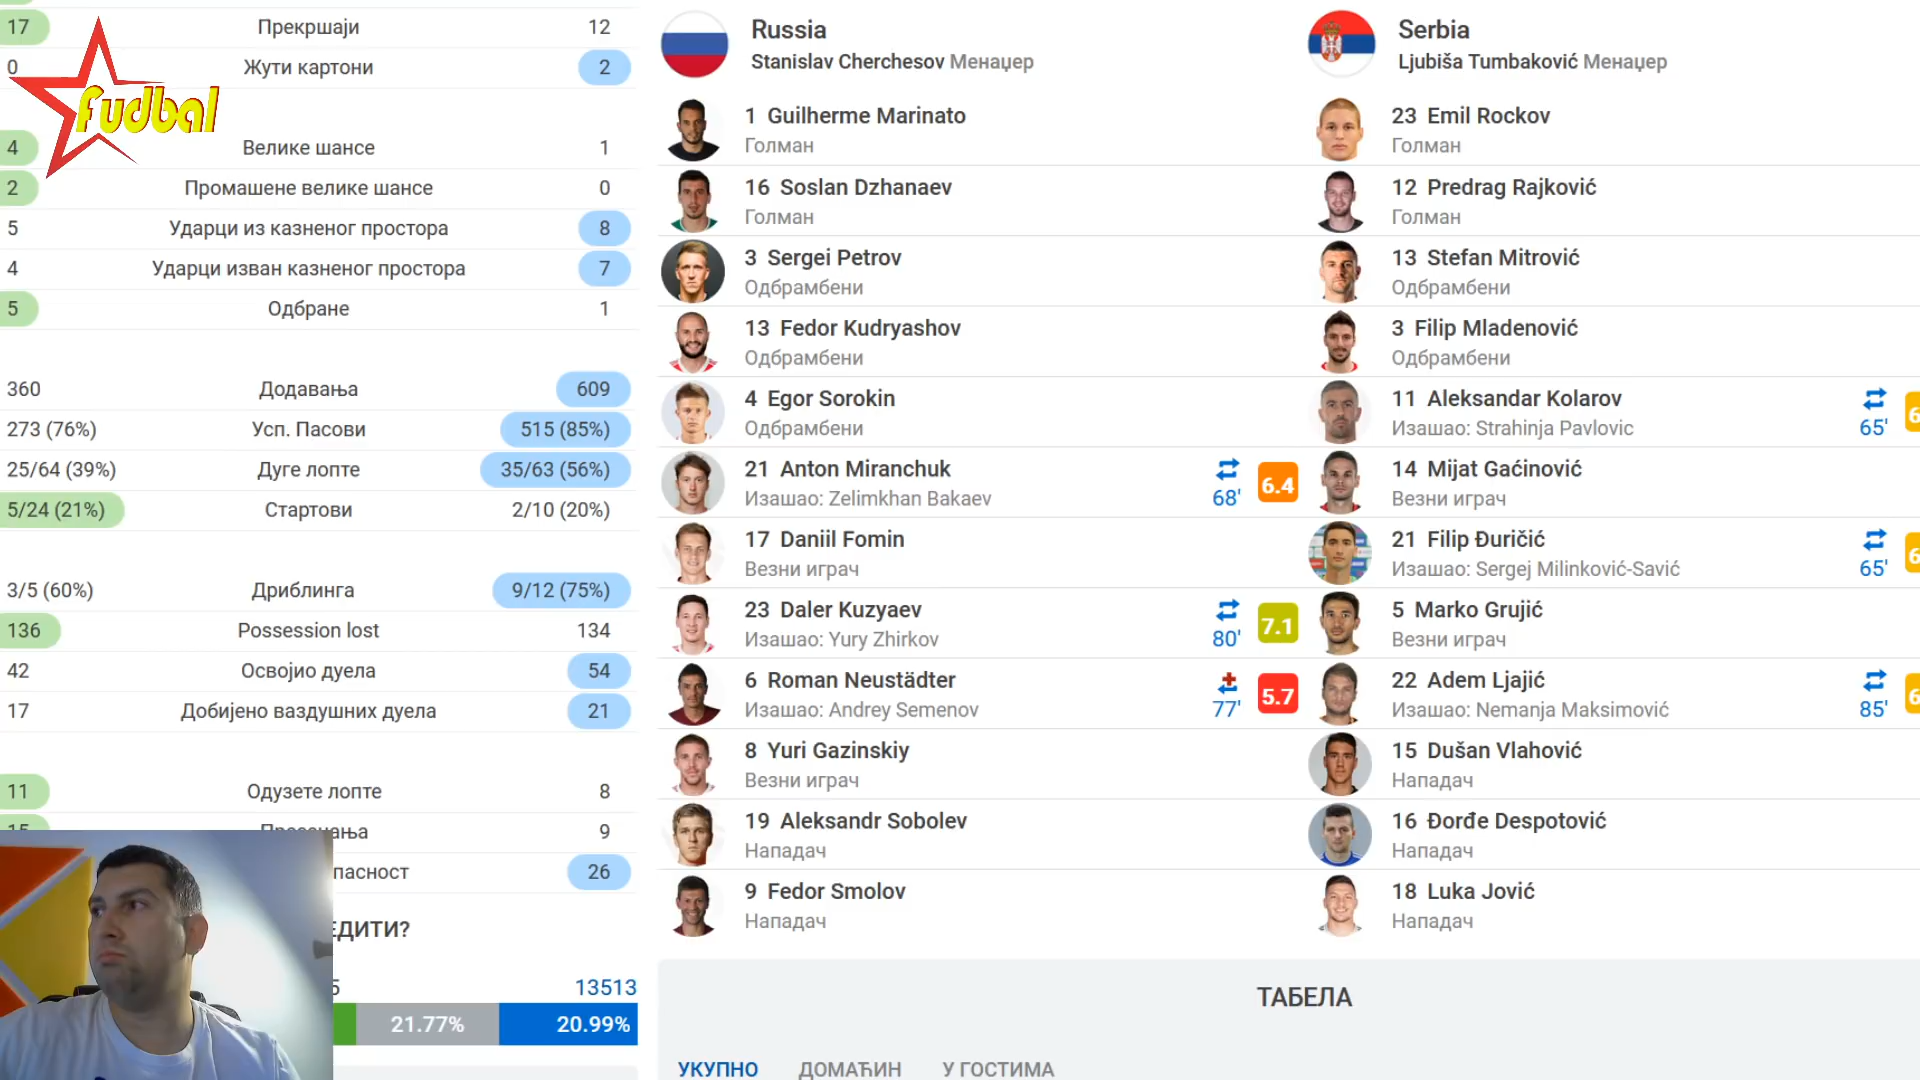 17 Прекршаји 12
0 Жути картони 2
fudbal
4 Велике шансе 1
2 Промашене велике шансе 0
5 Ударци из казненог простора 8
4 Ударци изван казненог простора 7
5 Одбране 1
360 Додавања 609
273 (76%) Усп. Пасови 515 (85%)
25/64 (39%) Дуге лопте 35/63 (56%)
5/24 (21%) Стартови 2/10 (20%)
3/5 (60%) Дриблинга 9/12 (75%)
136 Possession lost 134
42 Освојио дуела 54
17 Добијено ваздушних дуела 21
11 Одузете лопте 8
15 9
26
13513
21.77% 20.99%
Russia
Stanislav Cherchesov Менаџер
1 Guilherme Marinato
Голман
16 Soslan Dzhanaev
Голман
3 Sergei Petrov
Одбрамбени
13 Fedor Kudryashov
Одбрамбени
4 Egor Sorokin
Одбрамбени
21 Anton Miranchuk
Изашао: Zelimkhan Bakaev
68' 6.4
17 Daniil Fomin
Везни играч
23 Daler Kuzyaev
Изашао: Yury Zhirkov
80' 7.1
6 Roman Neustädter
Изашао: Andrey Semenov
77' 5.7
8 Yuri Gazinskiy
Везни играч
19 Aleksandr Sobolev
Нападач
9 Fedor Smolov
Нападач
Serbia
Ljubiša Tumbaković Менаџер
23 Emil Rockov
Голман
12 Predrag Rajković
Голман
13 Stefan Mitrović
Одбрамбени
3 Filip Mladenović
Одбрамбени
11 Aleksandar Kolarov
Изашао: Strahinja Pavlovic
65' 6
14 Mijat Gaćinović
Везни играч
21 Filip Đuričić
Изашао: Sergej Milinković-Savić
65' 6
5 Marko Grujić
Везни играч
22 Adem Ljajić
Изашао: Nemanja Maksimović
85' 6
15 Dušan Vlahović
Нападач
16 Đorđe Despotović
Нападач
18 Luka Jović
Нападач
ТАБЕЛА
УКУПНО ДОМАЋИН У ГОСТИМА